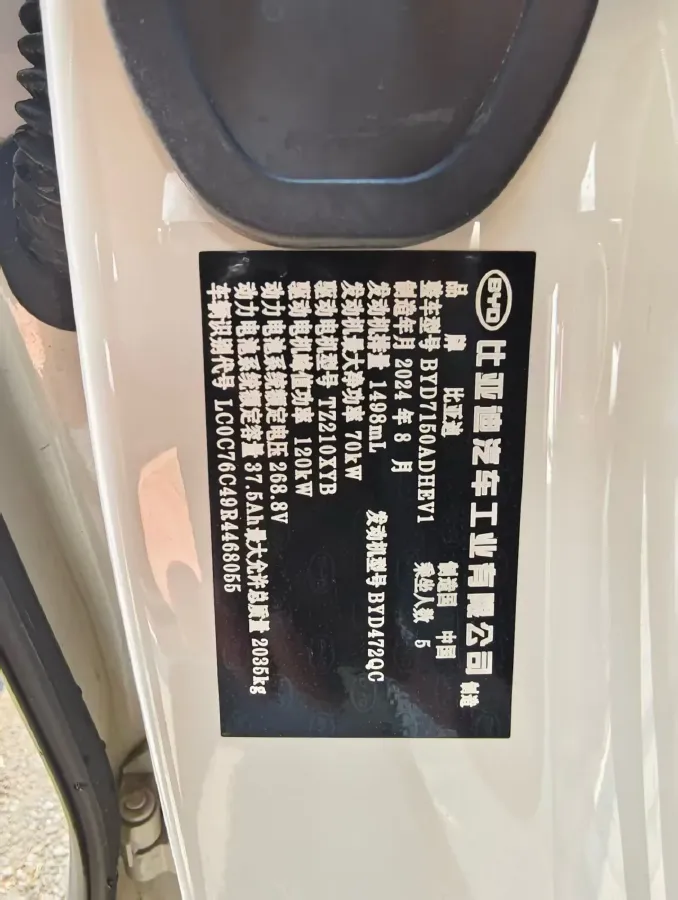 BYD 比亚迪汽车工业有限公司 制造
品牌 比亚迪 制造国 中国
整车型号 BYD7150ADHEV1 乘坐人数 5
制造年月 2024 年 8 月
发动机排量 1498mL 发动机型号 BYD472QC
发动机最大净功率 70kW
驱动电机型号 TZ210XYB
驱动电机峰值功率 120kW
动力电池系统额定电压 268.8V
动力电池系统额定容量 37.5Ah 最大允许总质量 2035kg
车辆识别代号 LC0C76C49R4468055